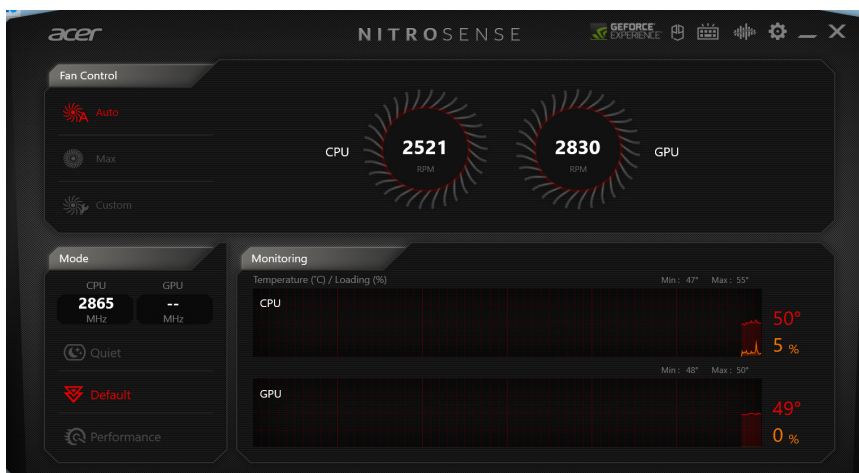 acer
NITROSENSE
GEFORCE
EXPERIENCE
Fan Control
Auto
Max
Custom
CPU
2521
RPM
2830
RPM
GPU
Mode
CPU GPU
2865 --
MHz MHz
Quiet
Default
Performance
Monitoring
Temperature (°C) / Loading (%)
Min : 47° Max : 55°
CPU
50°
5 %
Min : 48° Max : 50°
GPU
49°
0 %